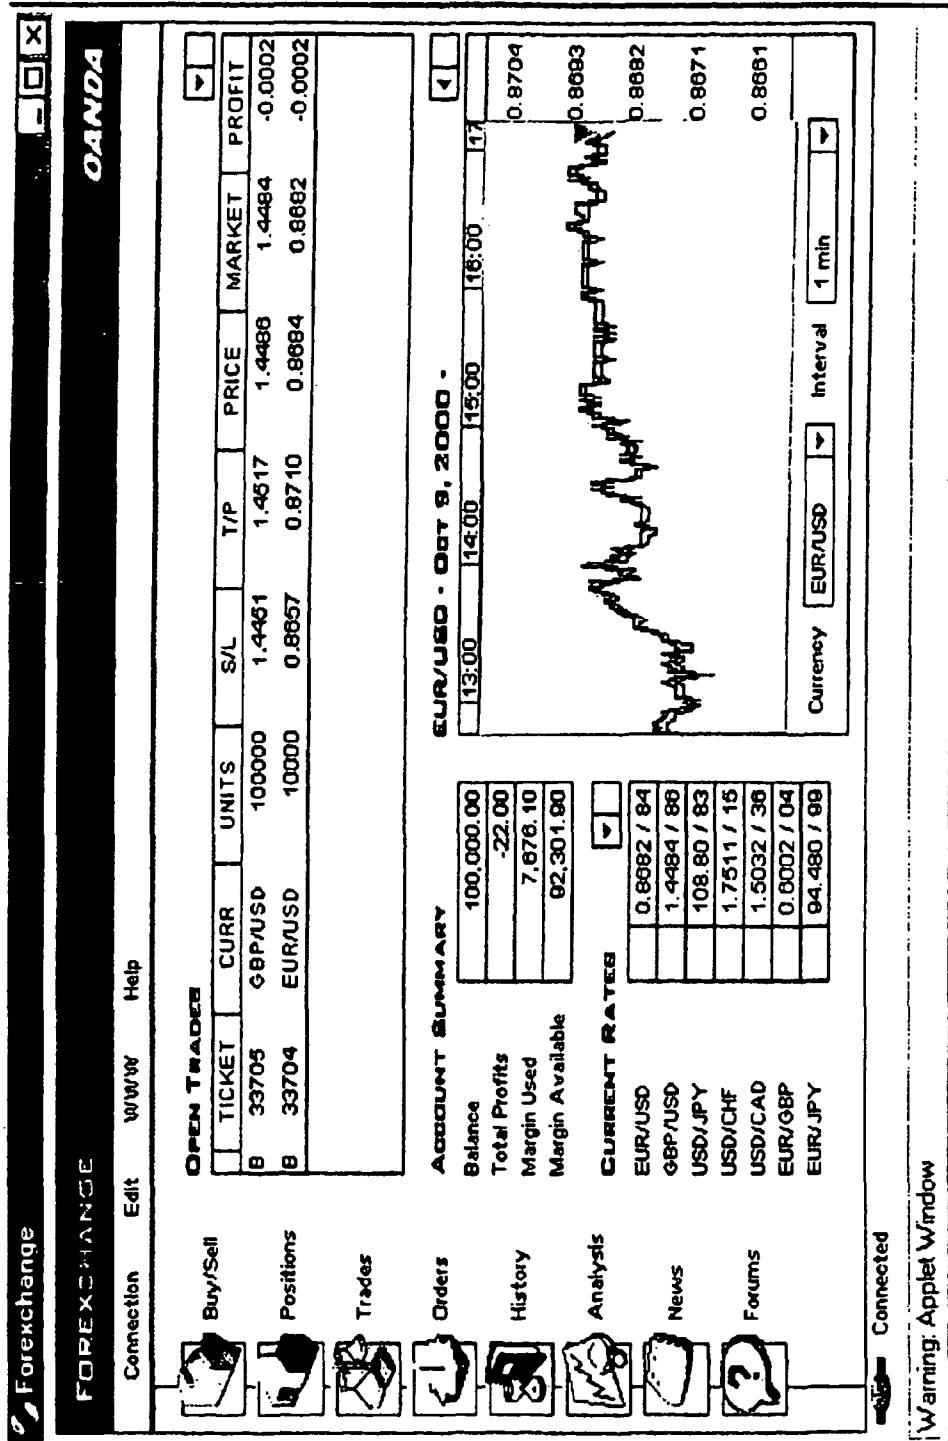 Forexchange
FOREXCHANGE OANDA
Connection Edit WWW Help
Buy/Sell
Positions
Trades
Orders
History
Analysis
News
Forums
OPEN TRADES
TICKET CURR UNITS S/L T/P PRICE MARKET PROFIT
B 33705 GBP/USD 100000 1.4461 1.4517 1.4486 1.4484 -0.0002
B 33704 EUR/USD 10000 0.8657 0.8710 0.8684 0.8682 -0.0002
ACCOUNT SUMMARY
Balance 100,000.00
Total Profits -22.00
Margin Used 7,676.10
Margin Available 92,301.90
CURRENT RATES
EUR/USD 0.8682 / 84
GBP/USD 1.4484 / 86
USD/JPY 108.80 / 83
USD/CHF 1.7511 / 15
USD/CAD 1.5032 / 36
EUR/GBP 0.6002 / 04
EUR/JPY 94.480 / 99
EUR/USD - OCT 9, 2000 -
13:00 14:00 15:00 16:00 17
0.8704
0.8693
0.8682
0.8671
0.8661
Currency EUR/USD Interval 1 min
Connected
Warning: Applet Window